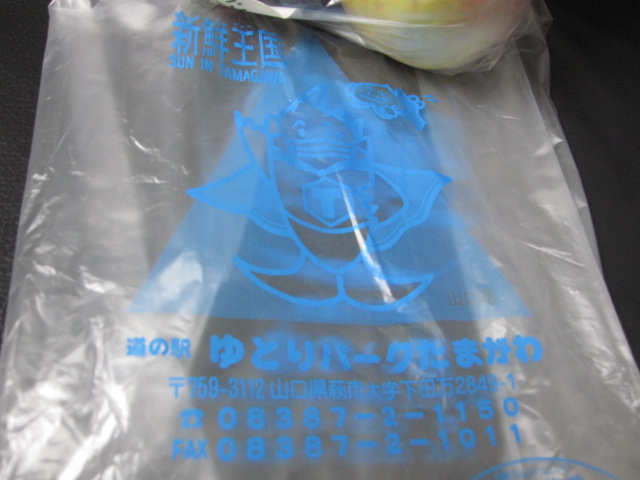 新鮮王国
SUN IN TAMAGAWA
T
山口
道の駅 ゆとりパークたまがわ
〒759-3112 山口県萩市大字下田万2849-1
☎ 08387-2-1150
FAX 08387-2-1011